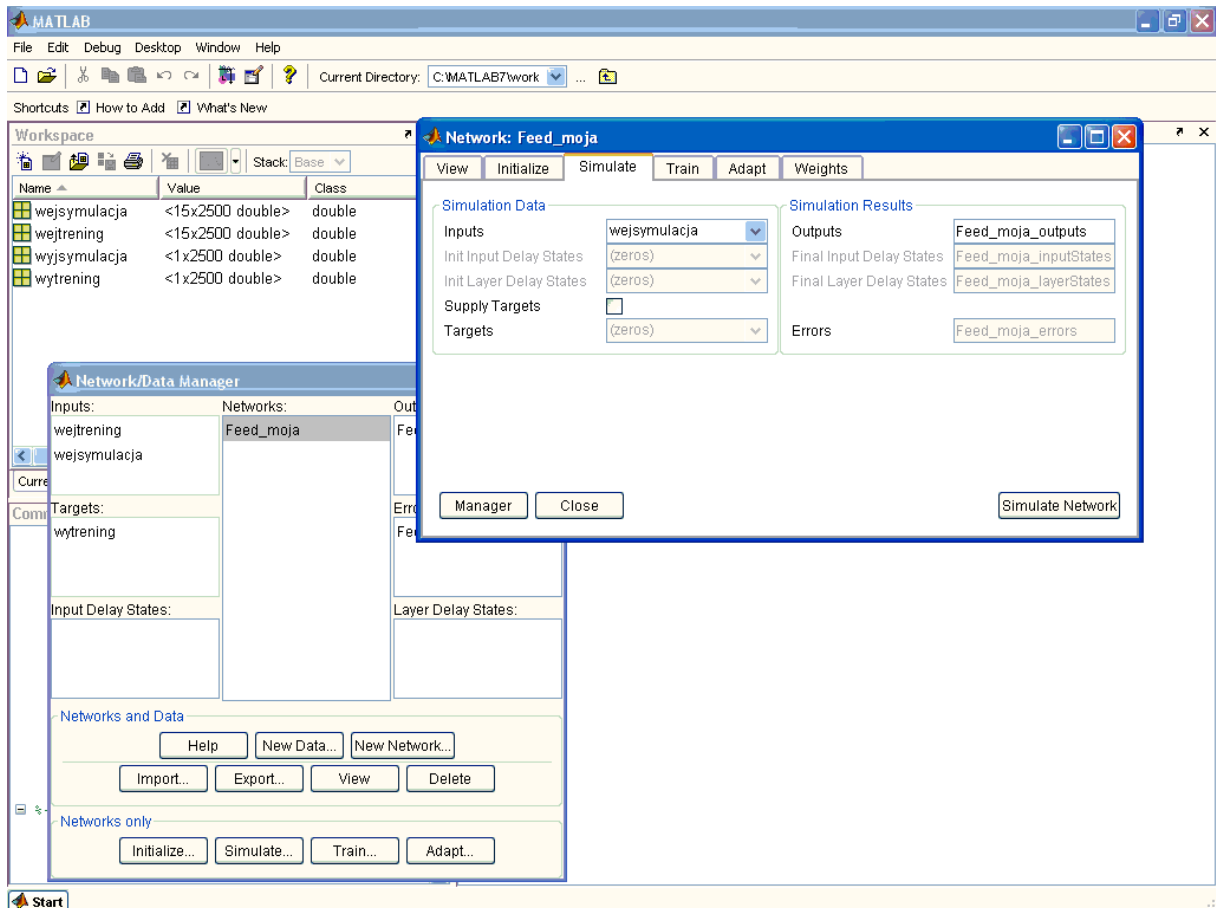 MATLAB
File Edit Debug Desktop Window Help
Current Directory: C:\MATLAB7\work ...
Shortcuts How to Add What's New
Workspace
Stack: Base
Name Value Class
wejsymulacja <15x2500 double> double
wejtrening <15x2500 double> double
wyjsymulacja <1x2500 double> double
wytrening <1x2500 double> double
Network: Feed_moja
View Initialize Simulate Train Adapt Weights
Simulation Data
Inputs wejsymulacja
Init Input Delay States (zeros)
Init Layer Delay States (zeros)
Supply Targets
Targets (zeros)
Simulation Results
Outputs Feed_moja_outputs
Final Input Delay States Feed_moja_inputStates
Final Layer Delay States Feed_moja_layerStates
Errors Feed_moja_errors
Manager Close Simulate Network
Network/Data Manager
Inputs: Networks: Out
wejtrening Feed_moja Fe
wejsymulacja
Curre
Comm
Targets: Erro
wytrening Fe
Input Delay States: Layer Delay States:
Networks and Data
Help New Data... New Network...
Import... Export... View Delete
Networks only
Initialize... Simulate... Train... Adapt...
Start